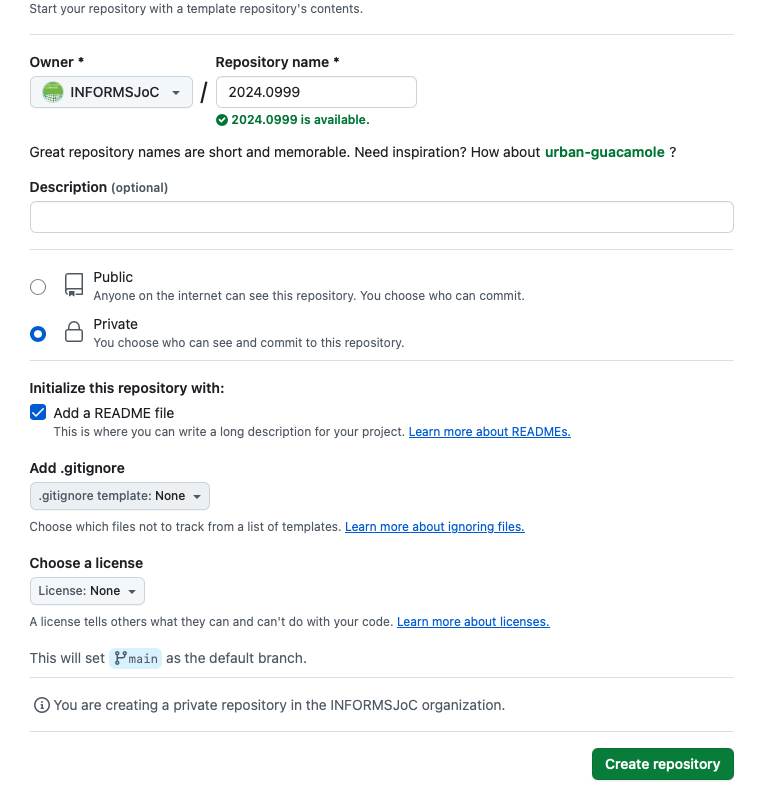 Start your repository with a template repository's contents.
Owner * Repository name *
INFORMSJoC / 2024.0999
2024.0999 is available.
Great repository names are short and memorable. Need inspiration? How about urban-guacamole ?
Description (optional)
Public
Anyone on the internet can see this repository. You choose who can commit.
Private
You choose who can see and commit to this repository.
Initialize this repository with:
Add a README file
This is where you can write a long description for your project. Learn more about READMEs.
Add .gitignore
.gitignore template: None
Choose which files not to track from a list of templates. Learn more about ignoring files.
Choose a license
License: None
A license tells others what they can and can't do with your code. Learn more about licenses.
This will set main as the default branch.
You are creating a private repository in the INFORMSJoC organization.
Create repository